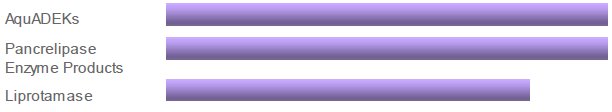 AquADEKs
Pancrelipase
Enzyme Products
Liprotamase